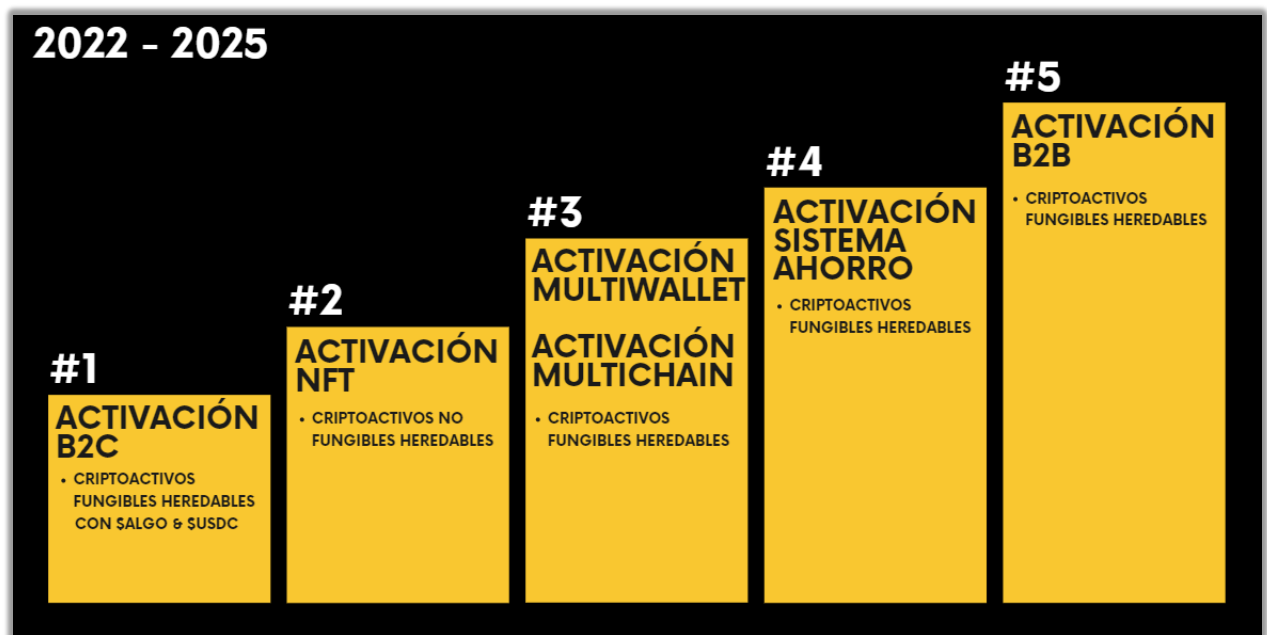 2022 - 2025
#1
ACTIVACIÓN
B2C
• CRIPTOACTIVOS
FUNGIBLES HEREDABLES
CON $ALGO & $USDC
#2
ACTIVACIÓN
NFT
• CRIPTOACTIVOS NO
FUNGIBLES HEREDABLES
#3
ACTIVACIÓN
MULTIWALLET
ACTIVACIÓN
MULTICHAIN
• CRIPTOACTIVOS
FUNGIBLES HEREDABLES
#4
ACTIVACIÓN
SISTEMA
AHORRO
• CRIPTOACTIVOS
FUNGIBLES HEREDABLES
#5
ACTIVACIÓN
B2B
• CRIPTOACTIVOS
FUNGIBLES HEREDABLES